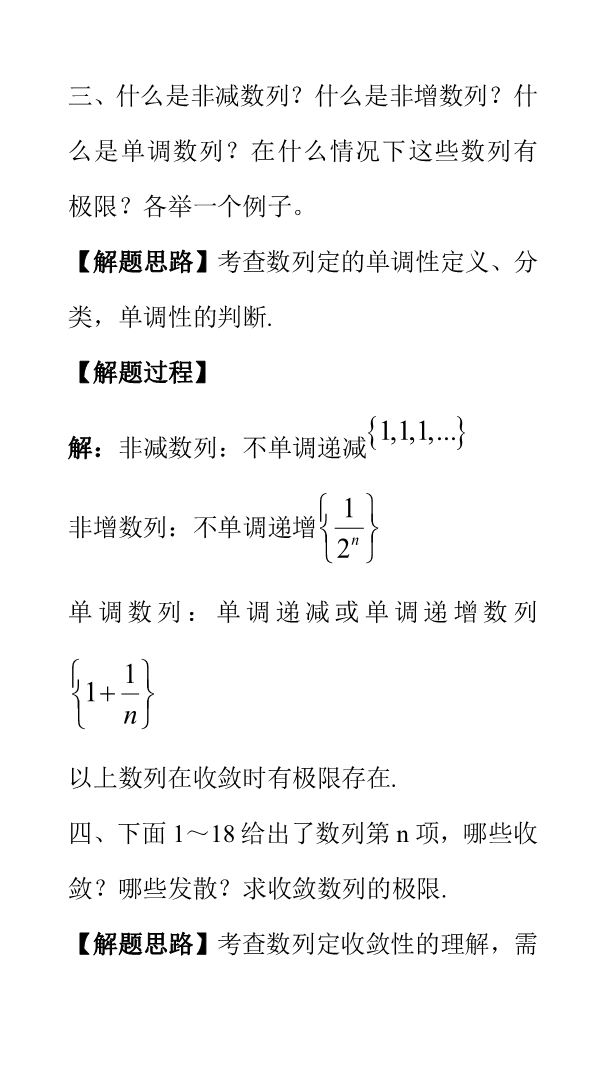 三、什么是非减数列？什么是非增数列？什
么是单调数列？在什么情况下这些数列有
极限？各举一个例子。
【解题思路】考查数列定的单调性定义、分
类，单调性的判断.
【解题过程】
解：非减数列：不单调递减{1,1,1,...}
非增数列：不单调递增{1/2^n}
单调数列：单调递减或单调递增数列
{1+1/n}
以上数列在收敛时有极限存在.
四、下面 1～18 给出了数列第 n 项，哪些收
敛？哪些发散？求收敛数列的极限.
【解题思路】考查数列定收敛性的理解，需